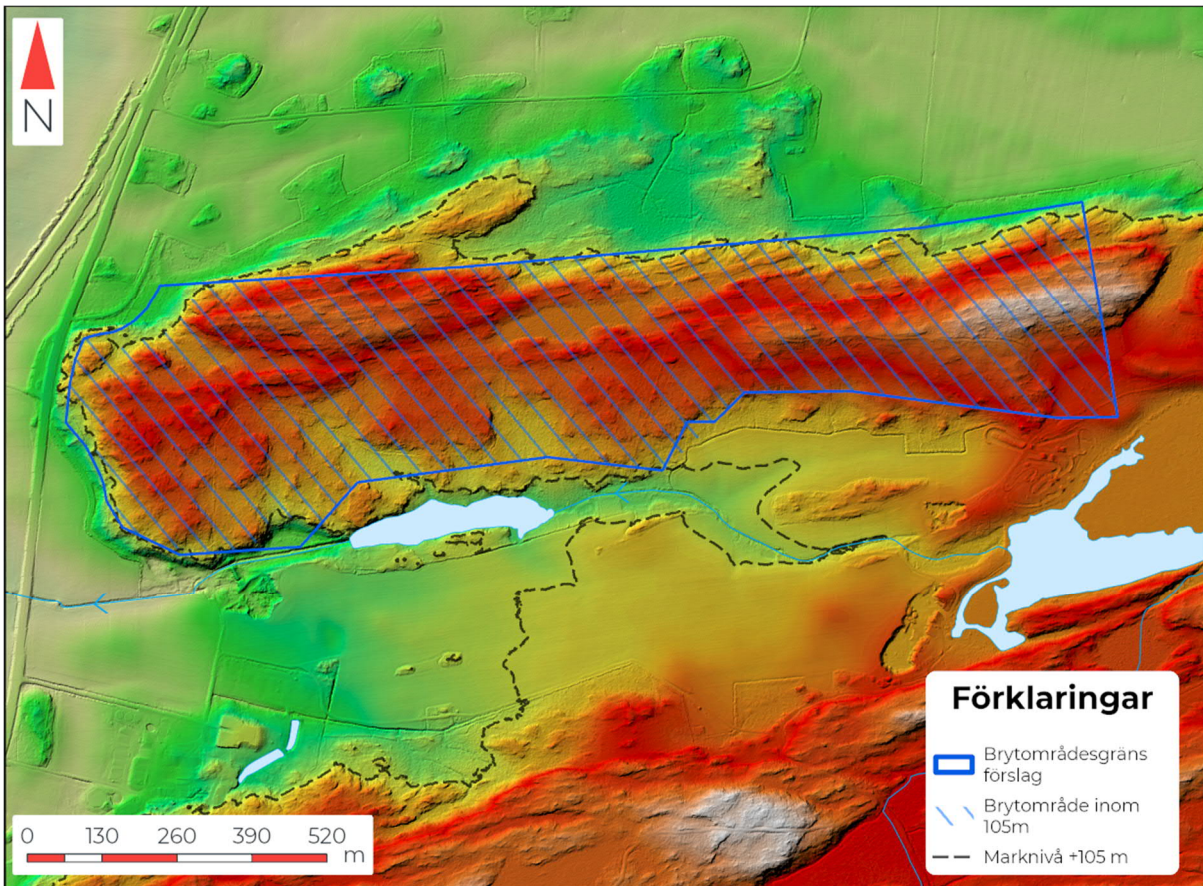 N
Förklaringar
Brytområdesgräns
förslag
Brytområde inom
105m
Marknivå +105 m
0 130 260 390 520
m